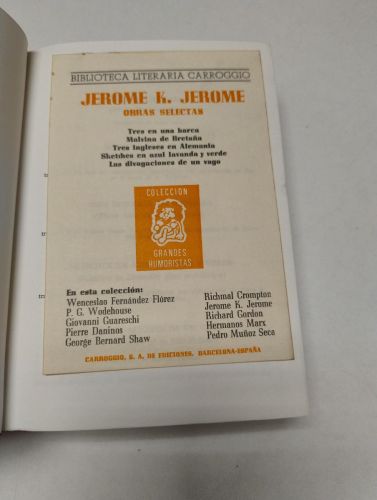 BIBLIOTECA LITERARIA CARROGGIO
JEROME K. JEROME
OBRAS SELECTAS
Tres en una barca
Malvina de Bretaña
Tres Ingleses en Alemania
Sketches en azul lavanda y verde
Las divagaciones de un vago
COLECCION
GRANDES
HUMORISTAS
En esta colección:
Wenceslao Fernández Flórez
P. G. Wodehouse
Giovanni Guareschi
Pierre Daninos
George Bernard Shaw
Richmal Crompton
Jerome K. Jerome
Richard Gordon
Hermanos Marx
Pedro Muñoz Seca
CARROGGIO, S. A. DE EDICIONES, BARCELONA-ESPAÑA